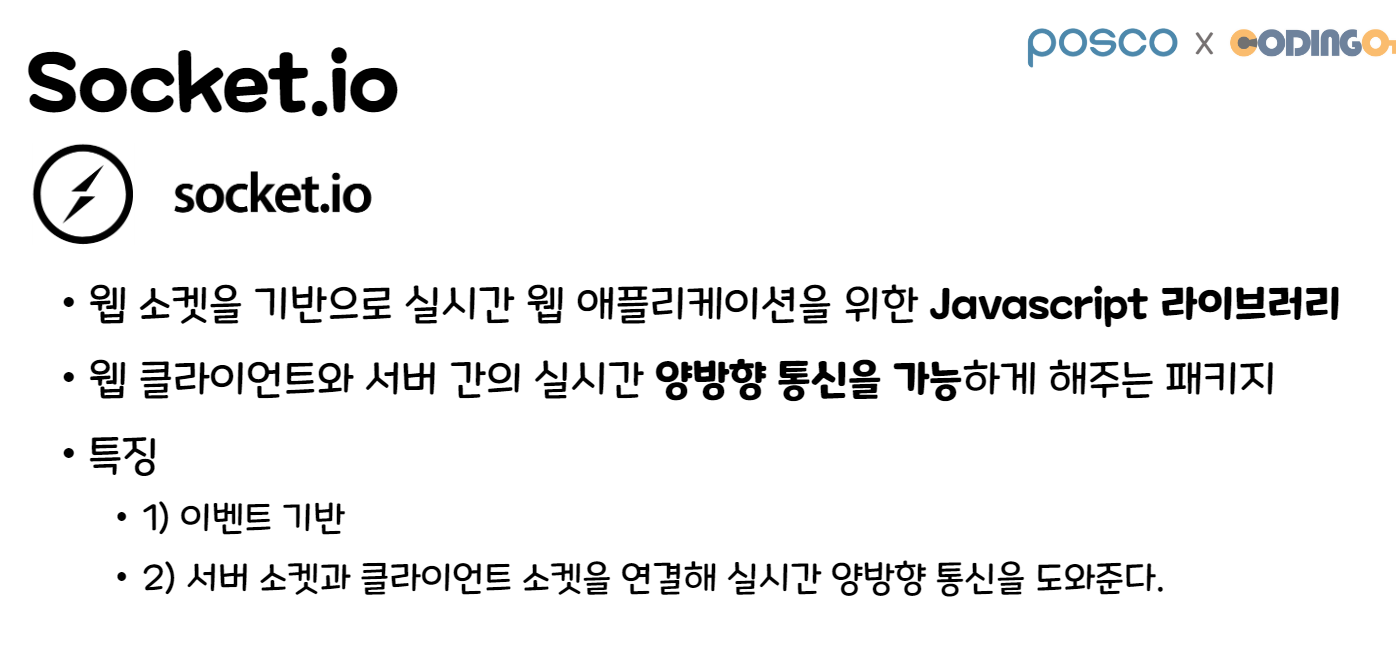 Socket.io
posco x CODINGO
socket.io
• 웹 소켓을 기반으로 실시간 웹 애플리케이션을 위한 Javascript 라이브러리
• 웹 클라이언트와 서버 간의 실시간 양방향 통신을 가능하게 해주는 패키지
• 특징
• 1) 이벤트 기반
• 2) 서버 소켓과 클라이언트 소켓을 연결해 실시간 양방향 통신을 도와준다.